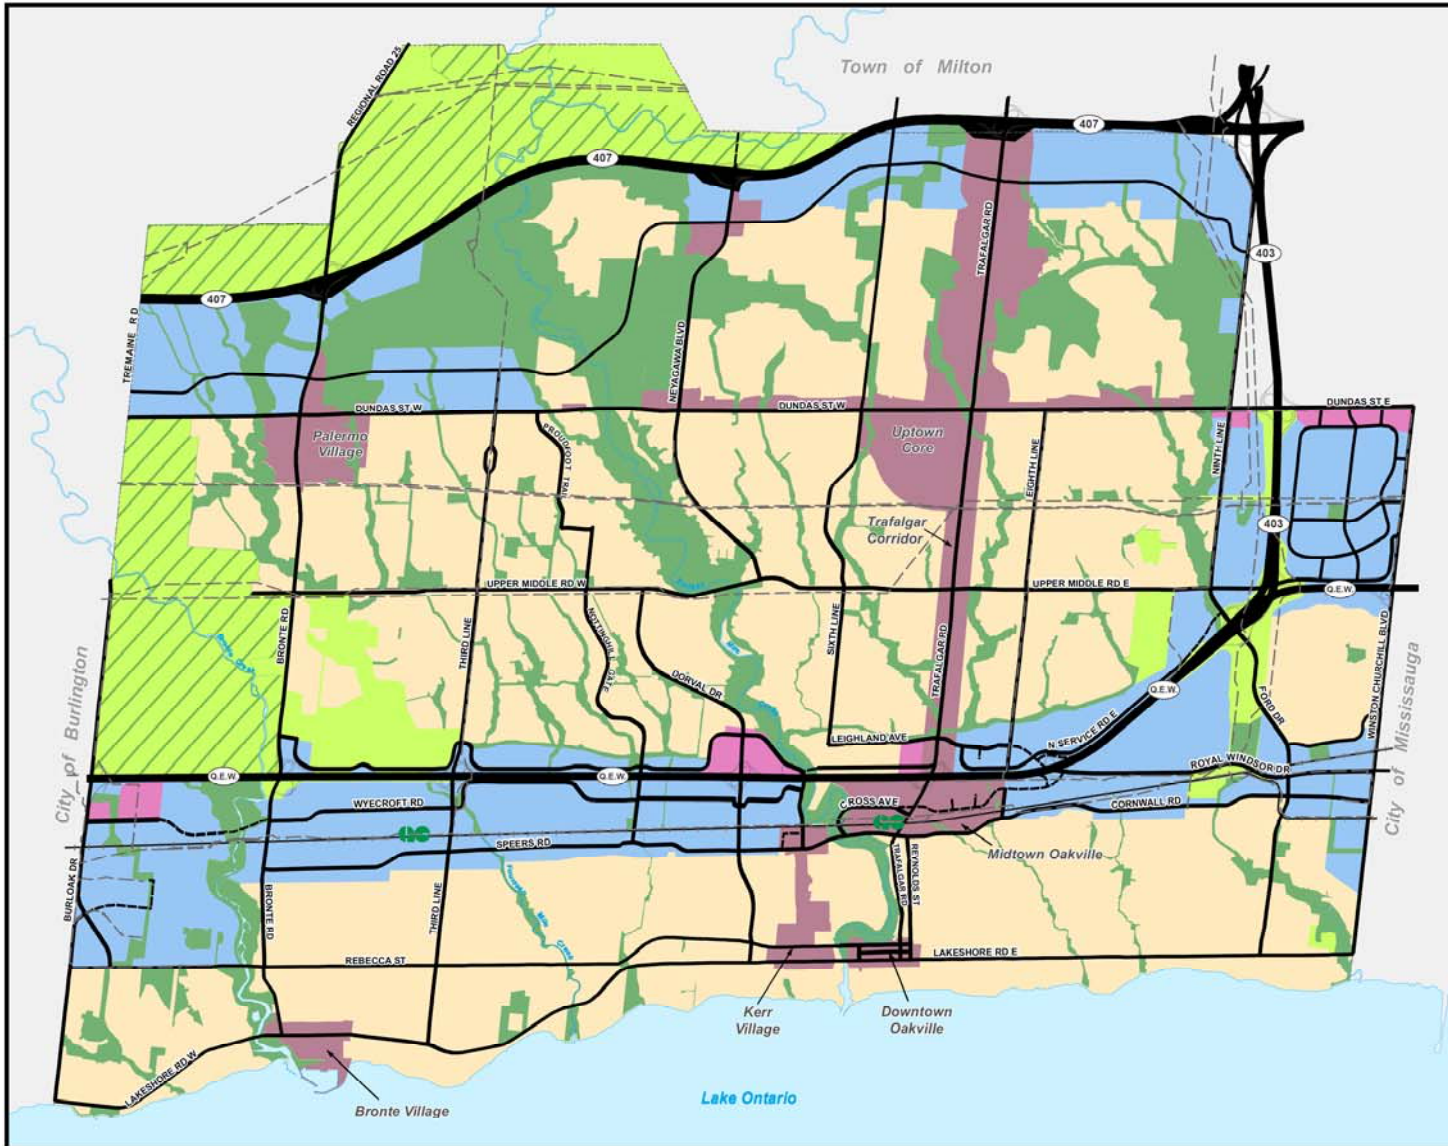 Town of Milton
REGIONAL ROAD 25
407
407
407
403
TREMAINE RD
TRAFALGAR RD
NEYAGAWA BLVD
DUNDAS ST W
DUNDAS ST W
DUNDAS ST E
Palermo
Village
PROUDFOOT TRAIL
Uptown
Core
EIGHTH LINE
NINTH LINE
Trafalgar
Corridor
403
UPPER MIDDLE RD W
UPPER MIDDLE RD E
Q.E.W.
BRONTE RD
THIRD LINE
NOTTINGHILL GATE
SIXTH LINE
TRAFALGAR RD
DORVAL DR
WINSTON CHURCHILL BLVD
City of Burlington
Q.E.W.
FORD DR
LEIGHLAND AVE
N SERVICE RD E
City of Mississauga
Q.E.W.
Q.E.W.
ROYAL WINDSOR DR
WYECROFT RD
CROSS AVE
CORNWALL RD
GO
GO
SPEERS RD
Midtown Oakville
BURLOAK DR
BRONTE RD
THIRD LINE
TRAFALGAR RD
REYNOLDS ST
REBECCA ST
LAKESHORE RD E
Kerr
Village
Downtown
Oakville
LAKESHORE RD W
Bronte Village
Lake Ontario